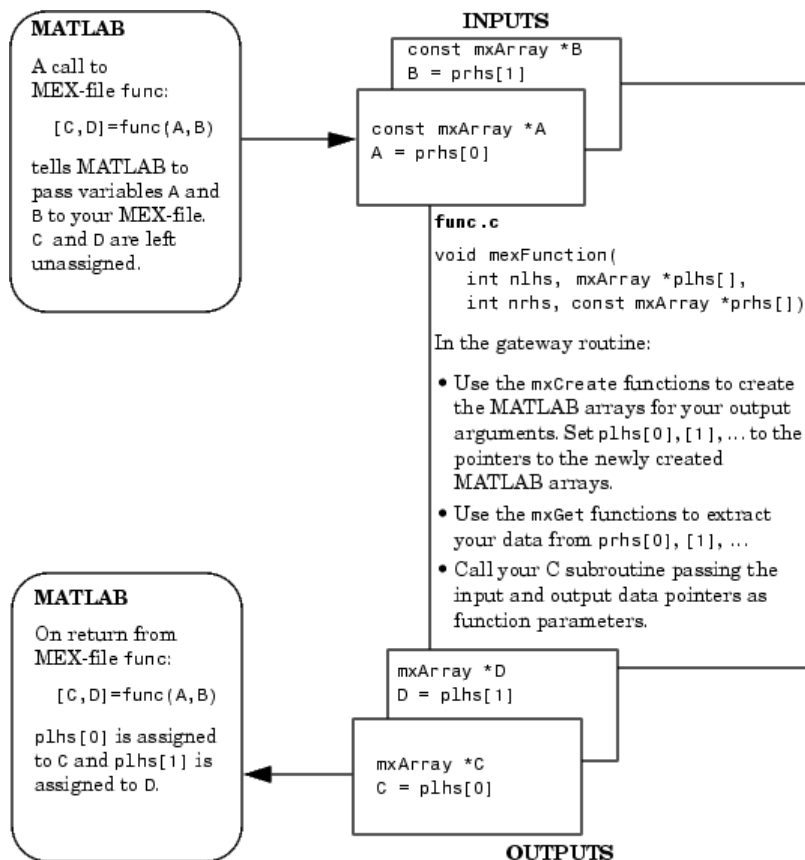 MATLAB
A call to
MEX-file func:
[C,D]=func(A,B)
tells MATLAB to
pass variables A and
B to your MEX-file.
C and D are left
unassigned.
INPUTS
const mxArray *B
B = prhs[1]
const mxArray *A
A = prhs[0]
func.c
void mexFunction(
int nlhs, mxArray *plhs[],
int nrhs, const mxArray *prhs[])
In the gateway routine:
• Use the mxCreate functions to create
the MATLAB arrays for your output
arguments. Set plhs[0],[1],... to the
pointers to the newly created
MATLAB arrays.
• Use the mxGet functions to extract
your data from prhs[0], [1], ...
• Call your C subroutine passing the
input and output data pointers as
function parameters.
MATLAB
On return from
MEX-file func:
[C,D]=func(A,B)
plhs[0] is assigned
to C and plhs[1] is
assigned to D.
mxArray *D
D = plhs[1]
mxArray *C
C = plhs[0]
OUTPUTS